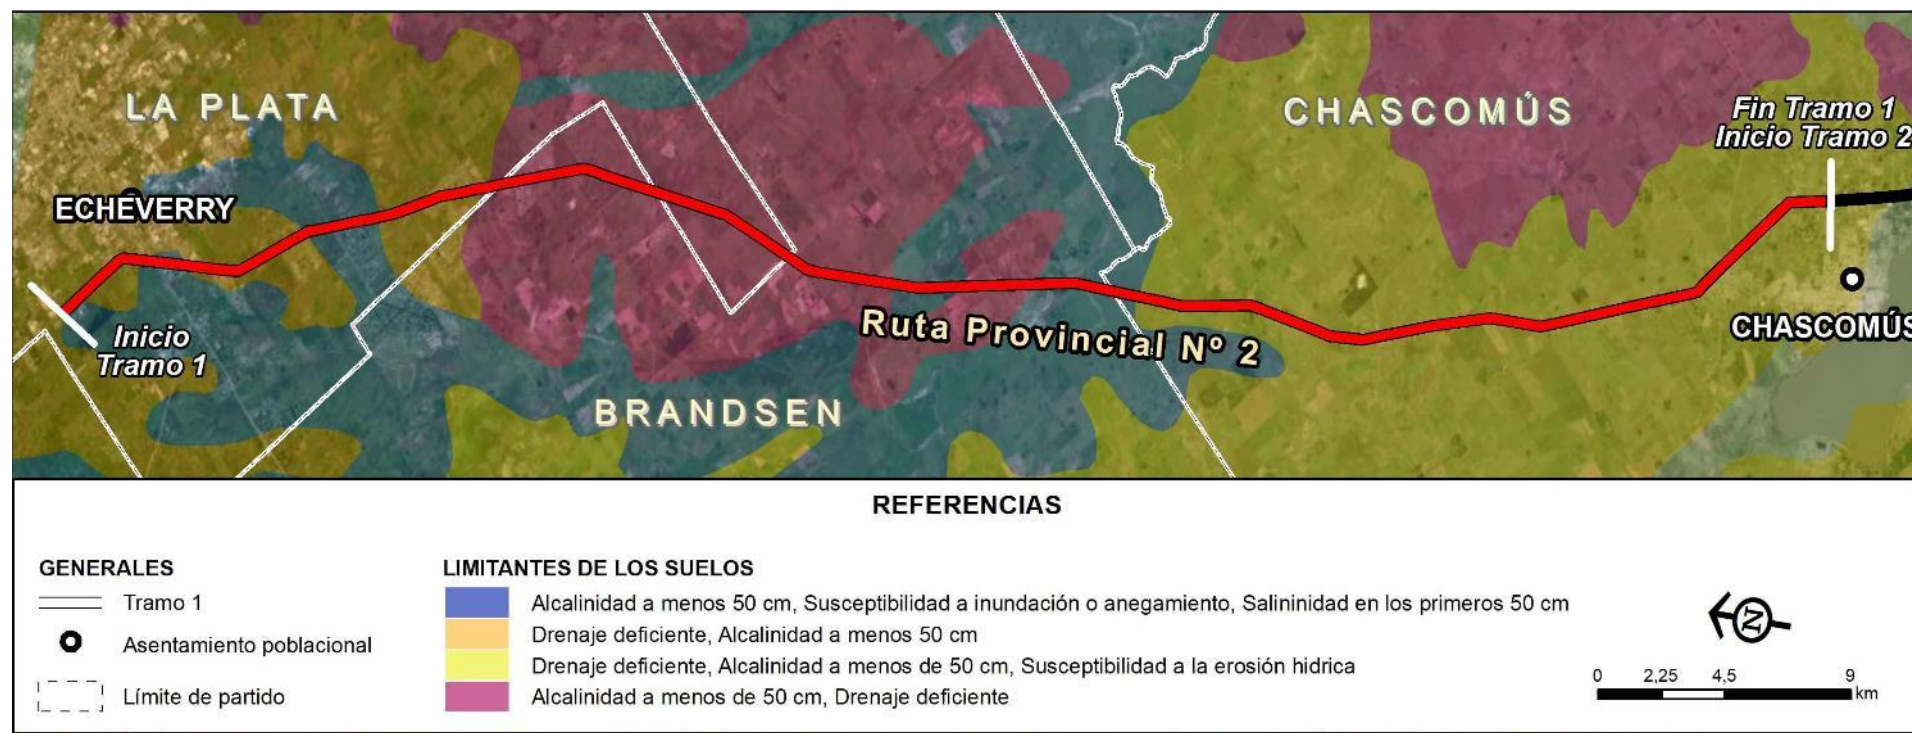 LA PLATA
CHASCOMÚS
Fin Tramo 1
Inicio Tramo 2
ECHEVERRY
Inicio
Tramo 1
Ruta Provincial Nº 2
CHASCOMÚS
BRANDSEN
REFERENCIAS
GENERALES
Tramo 1
Asentamiento poblacional
Límite de partido
LIMITANTES DE LOS SUELOS
Alcalinidad a menos 50 cm, Susceptibilidad a inundación o anegamiento, Salininidad en los primeros 50 cm
Drenaje deficiente, Alcalinidad a menos 50 cm
Drenaje deficiente, Alcalinidad a menos de 50 cm, Susceptibilidad a la erosión hidrica
Alcalinidad a menos de 50 cm, Drenaje deficiente
N
0 2,25 4,5 9
km